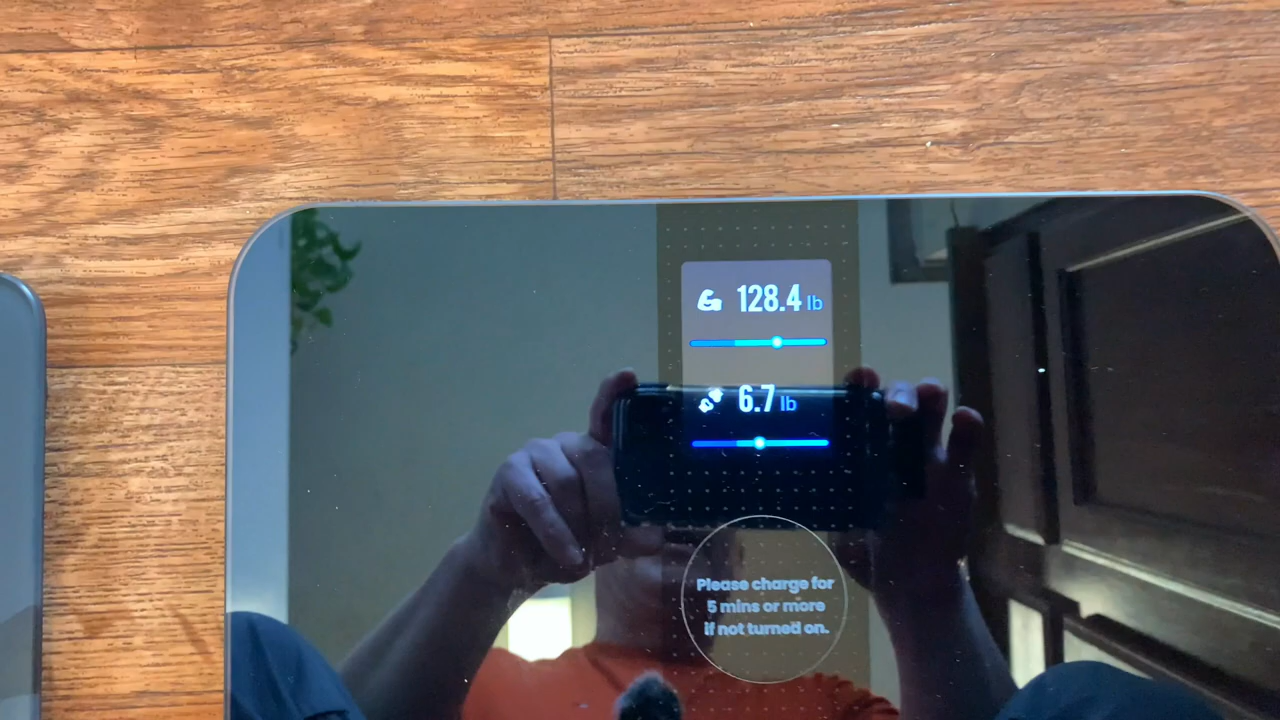 128.4 lb
6.7 lb
Please charge for
5 mins or more
if not turned on.